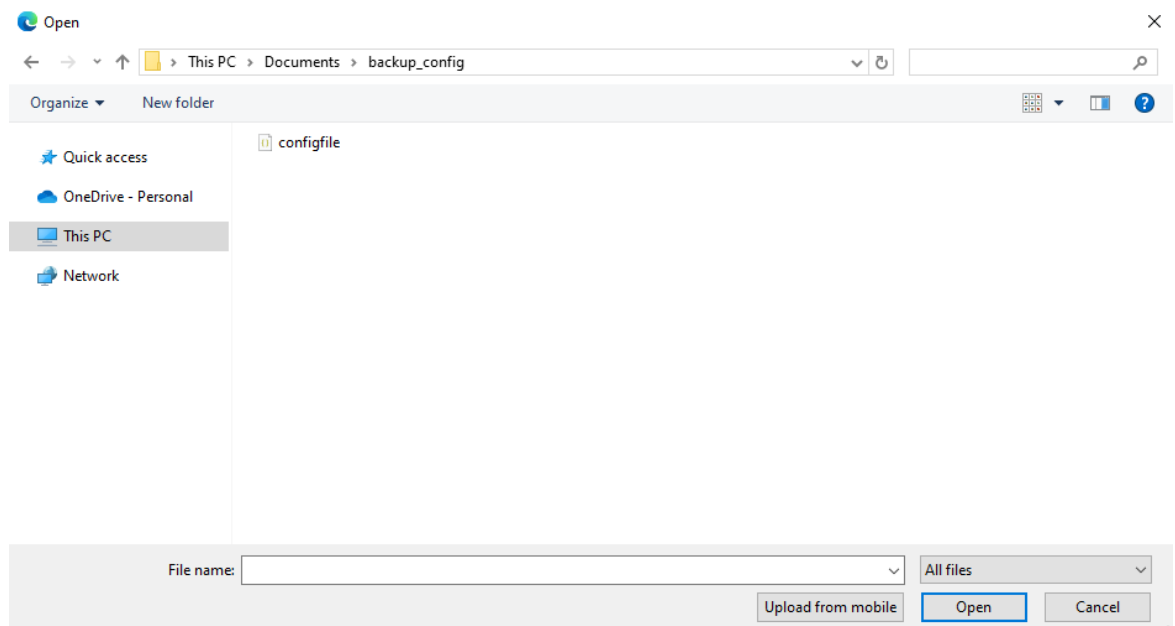 Open
This PC > Documents > backup_config
Organize New folder
Quick access
configfile
OneDrive - Personal
This PC
Network
File name:
All files
Upload from mobile Open Cancel